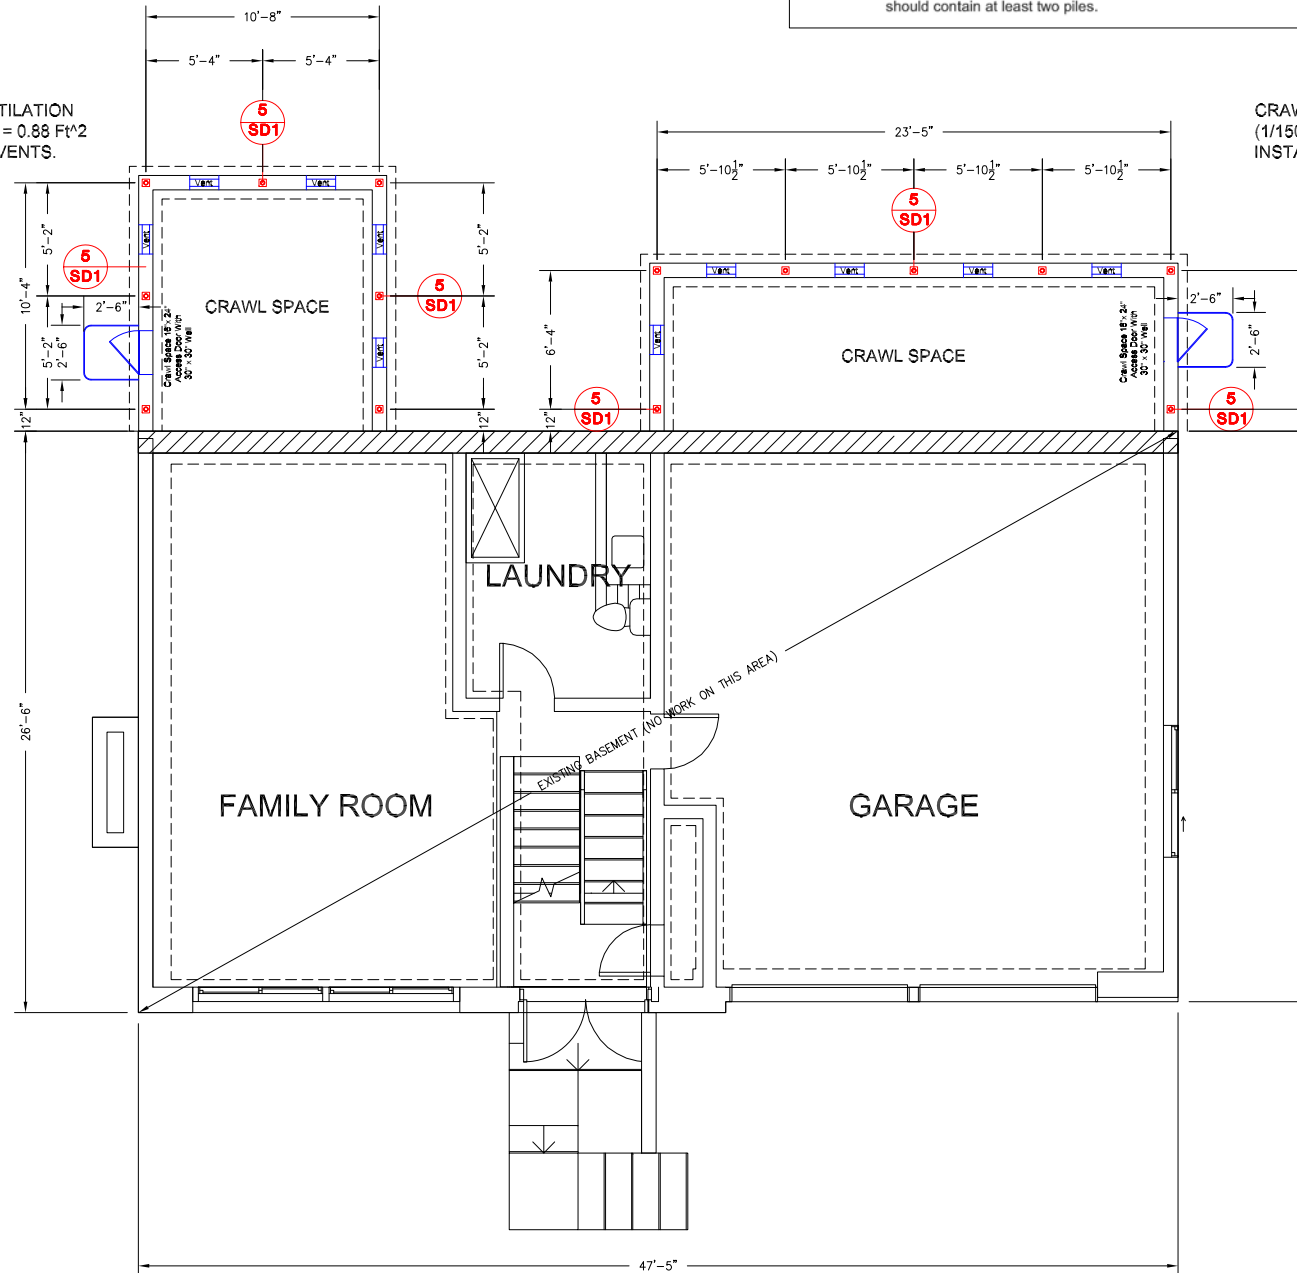 should contain at least two piles.
10'-8"
5'-4" 5'-4"
TILATION
= 0.88 Ft^2
VENTS.
5
SD1
CRAW
(1/150
INSTA
23'-5"
5'-10½" 5'-10½" 5'-10½" 5'-10½"
Vent Vent
5
SD1
5'-2"
5'-2"
Vent
Vent
5
SD1
10'-4"
5
SD1
Vent Vent Vent Vent
2'-6"
CRAWL SPACE
2'-6"
Crawl Space 18"x 24"
Access Door With
30" x 30" Well
5'-2"
2'-6"
Vent
5'-2"
6'-4"
Vent
CRAWL SPACE
Crawl Space 18"x 24"
Access Door With
30" x 30" Well
2'-6"
5
SD1
5
SD1
12"
12"
12"
LAUNDRY
EXISTING BASEMENT (NO WORK ON THIS AREA)
26'-6"
FAMILY ROOM
GARAGE
47'-5"